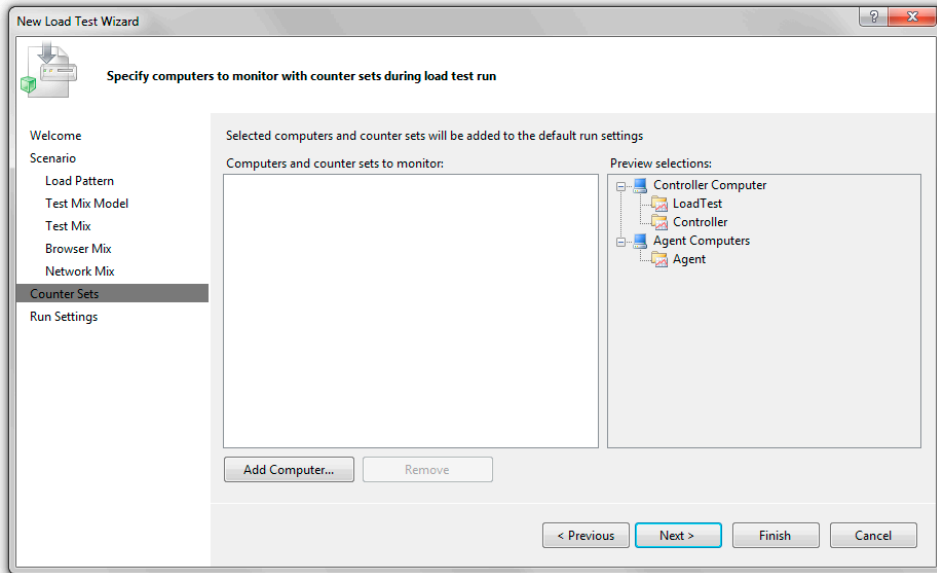 New Load Test Wizard
Specify computers to monitor with counter sets during load test run
Welcome
Scenario
Load Pattern
Test Mix Model
Test Mix
Browser Mix
Network Mix
Counter Sets
Run Settings
Selected computers and counter sets will be added to the default run settings
Computers and counter sets to monitor:
Preview selections:
Controller Computer
LoadTest
Controller
Agent Computers
Agent
Add Computer...
Remove
< Previous
Next >
Finish
Cancel